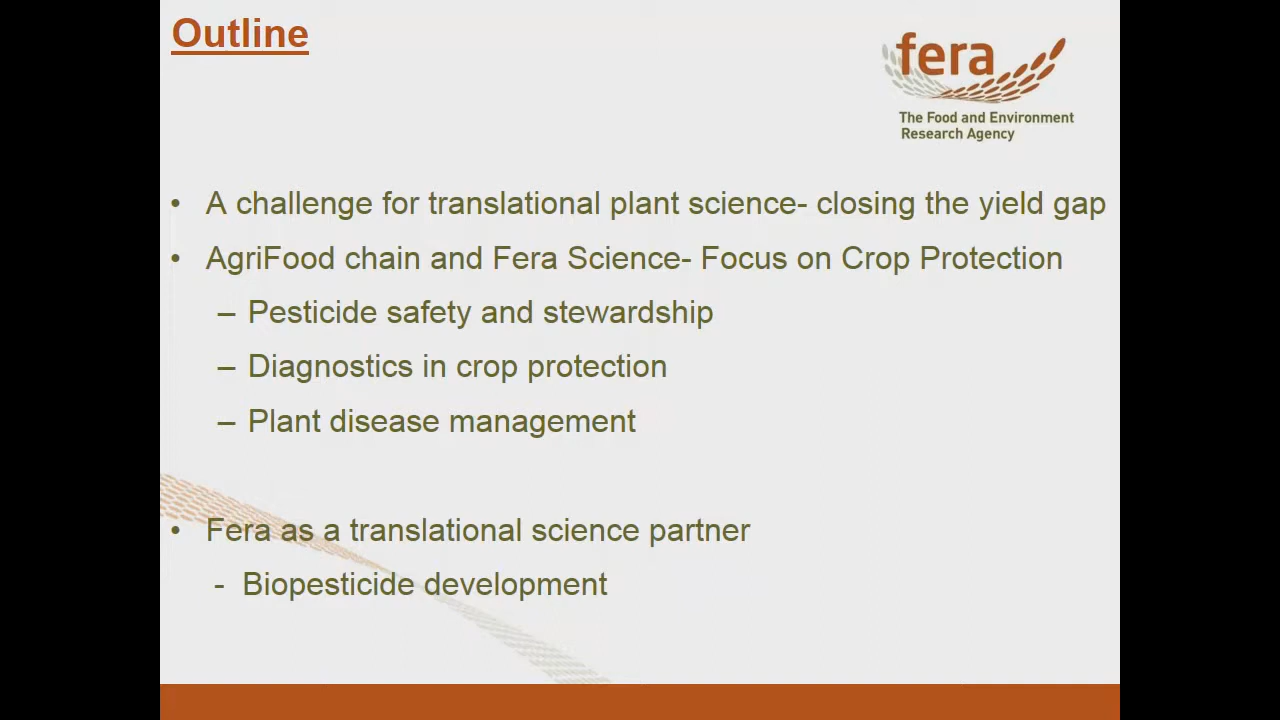 Outline
fera
The Food and Environment
Research Agency
• A challenge for translational plant science- closing the yield gap
• AgriFood chain and Fera Science- Focus on Crop Protection
– Pesticide safety and stewardship
– Diagnostics in crop protection
– Plant disease management
• Fera as a translational science partner
- Biopesticide development